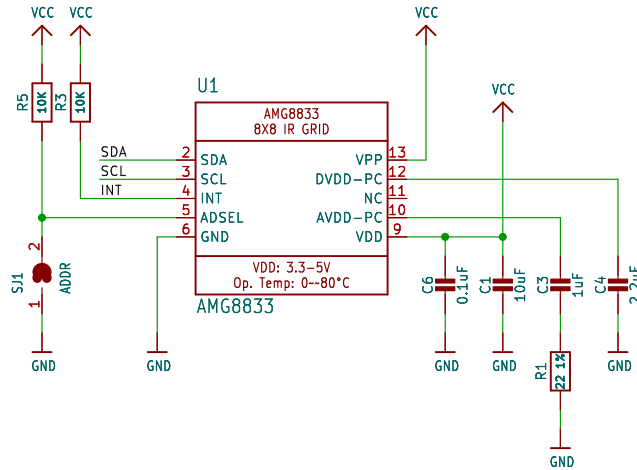 VCC
VCC
VCC
VCC
U1
R5
10K
R3
10K
AMG8833
8X8 IR GRID
SDA
2
SDA
VPP
13
SCL
3
SCL
DVDD-PC
12
INT
4
INT
NC
11
5
ADSEL
AVDD-PC
10
6
GND
VDD
9
VDD: 3.3-5V
Op. Temp: 0~~80°C
AMG8833
2
SJ1
ADDR
1
C6
0.1uF
C1
10uF
C3
1uF
C4
2.2uF
GND
GND
GND
GND
GND
R1
22 1%
GND